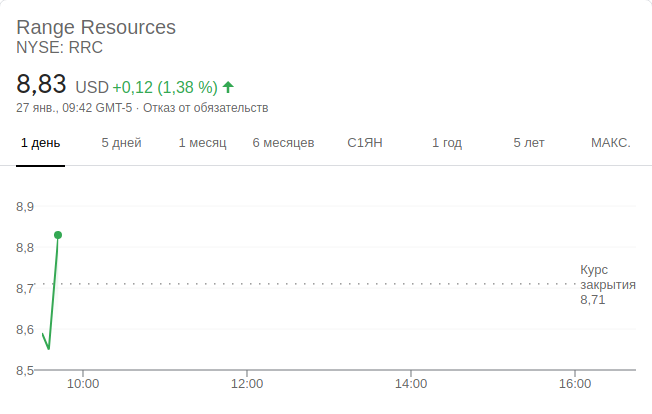 Range Resources
NYSE: RRC
8,83 USD +0,12 (1,38 %)
27 янв., 09:42 GMT-5 · Отказ от обязательств
1 день 5 дней 1 месяц 6 месяцев С1ЯН 1 год 5 лет МАКС.
8,9
8,8
Курс
8,7 закрытия
8,71
8,6
8,5
10:00 12:00 14:00 16:00